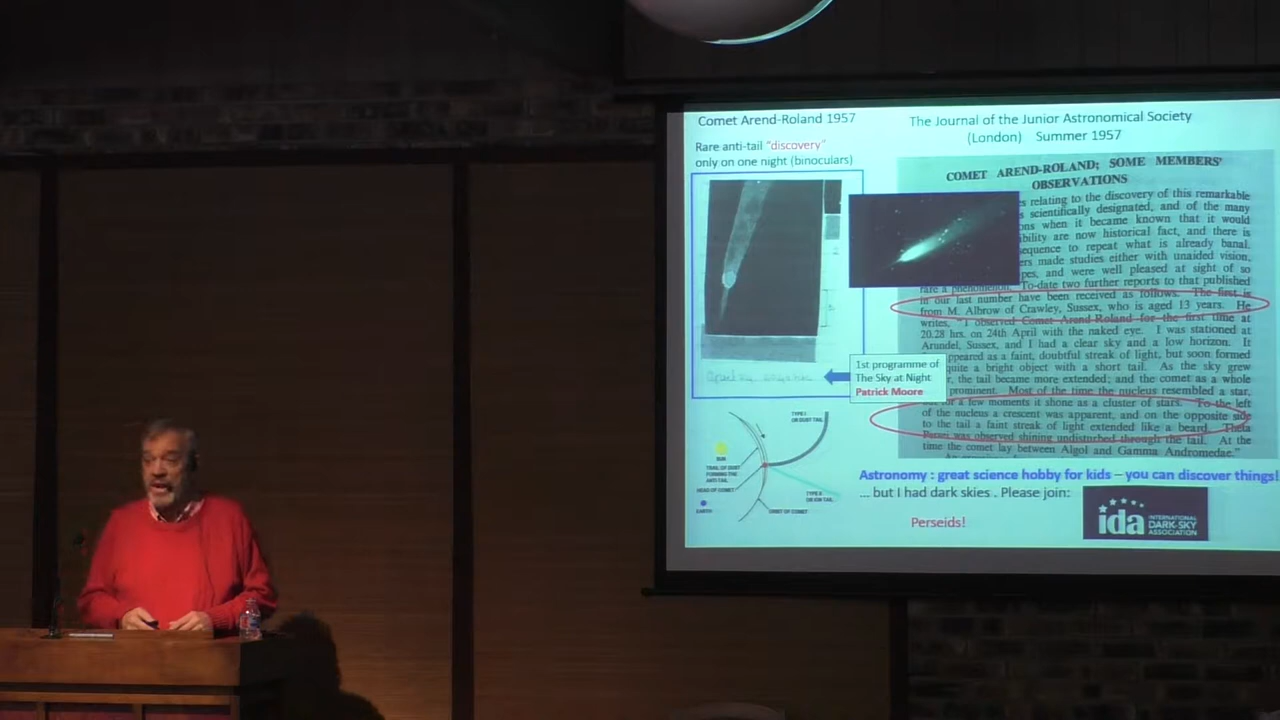 Comet Arend-Roland 1957
Rare anti-tail "discovery"
only on one night (binoculars)
The Journal of the Junior Astronomical Society
(London) Summer 1957
COMET AREND-ROLAND; SOME MEMBERS'
OBSERVATIONS
s relating to the discovery of this remarkable
s scientifically designated, and of the many
ons when it became known that it would
ibility are now historical fact, and there is
equence to repeat what is already banal.
ers made studies either with unaided vision,
pes, and were well pleased at sight of so
rare a phenomenon. To-date two further reports to that published
in our last number have been received as follows. The first is
from M. Albrow of Crawley, Sussex, who is aged 13 years. He
writes, "I observed Comet Arend-Roland for the first time at
20.28 hrs. on 24th April with the naked eye. I was stationed at
Arundel, Sussex, and I had a clear sky and a low horizon. It
ppeared as a faint, doubtful streak of light, but soon formed
quite a bright object with a short tail. As the sky grew
r, the tail became more extended; and the comet as a whole
prominent. Most of the time the nucleus resembled a star,
for a few moments it shone as a cluster of stars. To the left
of the nucleus a crescent was apparent, and on the opposite side
to the tail a faint streak of light extended like a beard. Theta
Persei was observed shining undisturbed through the tail. At the
time the comet lay between Algol and Gamma Andromedae."
1st programme of
The Sky at Night
Patrick Moore
TYPE II
OR DUST TAIL
SUN
TRAIL OF DUST
FORMING THE
ANTI-TAIL
HEAD OF COMET
EARTH
TYPE I
OR ION TAIL
ORBIT OF COMET
Astronomy : great science hobby for kids – you can discover things!
... but I had dark skies . Please join:
Perseids!
ida
INTERNATIONAL
DARK-SKY
ASSOCIATION